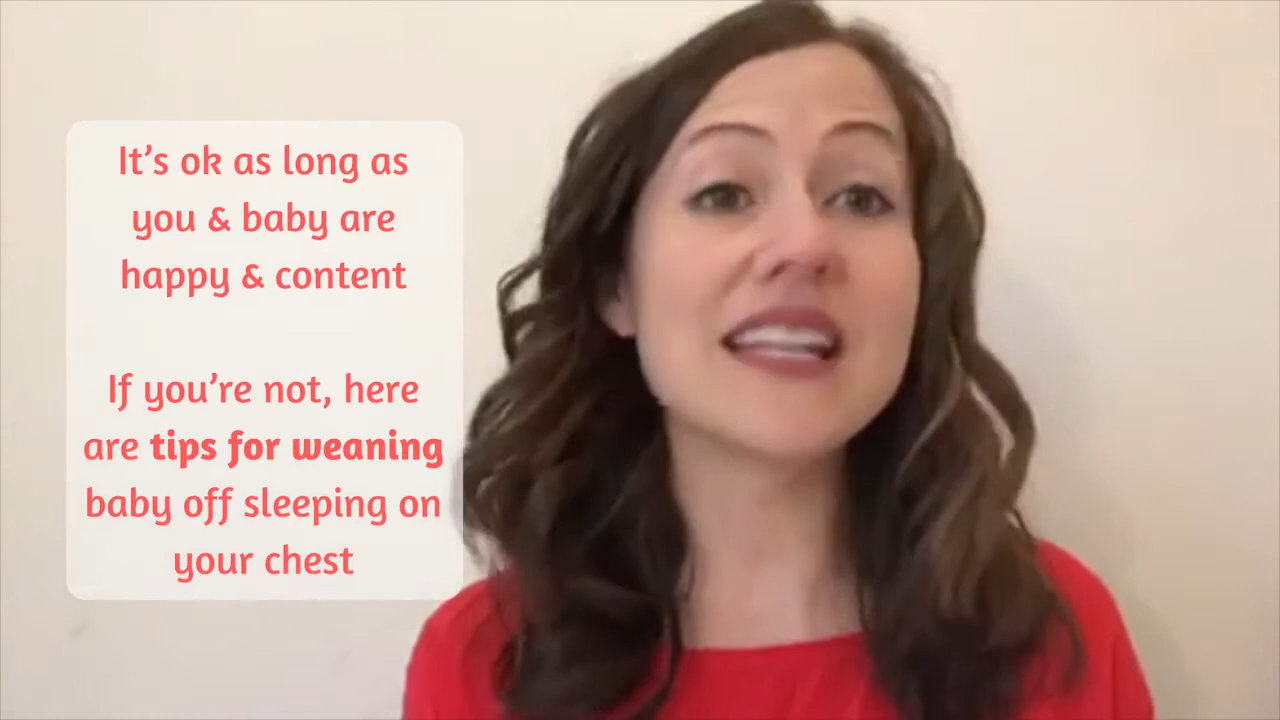 It’s ok as long as
you & baby are
happy & content
If you’re not, here
are tips for weaning
baby off sleeping on
your chest